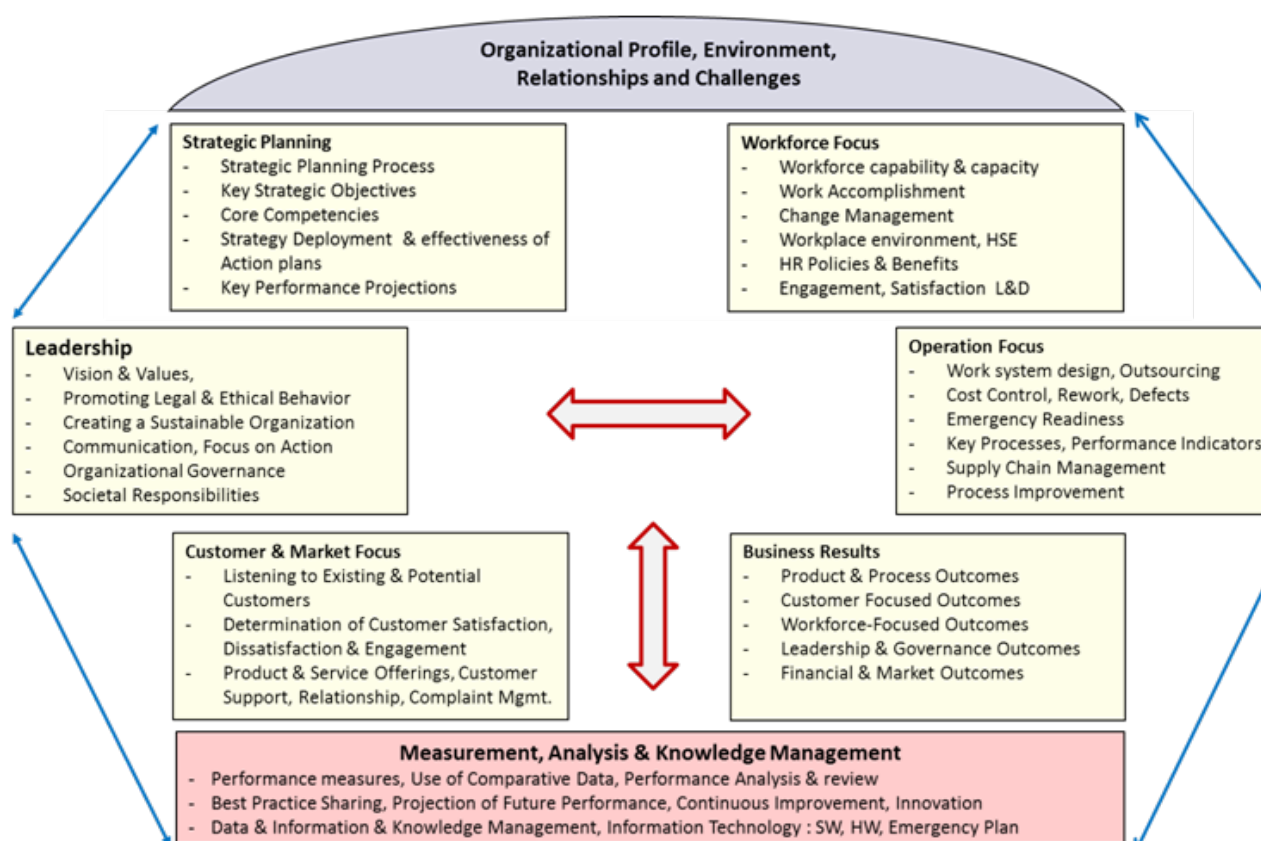 Organizational Profile, Environment,
Relationships and Challenges
Strategic Planning
- Strategic Planning Process
- Key Strategic Objectives
- Core Competencies
- Strategy Deployment & effectiveness of
Action plans
- Key Performance Projections
Workforce Focus
- Workforce capability & capacity
- Work Accomplishment
- Change Management
- Workplace environment, HSE
- HR Policies & Benefits
- Engagement, Satisfaction L&D
Leadership
- Vision & Values,
- Promoting Legal & Ethical Behavior
- Creating a Sustainable Organization
- Communication, Focus on Action
- Organizational Governance
- Societal Responsibilities
Operation Focus
- Work system design, Outsourcing
- Cost Control, Rework, Defects
- Emergency Readiness
- Key Processes, Performance Indicators
- Supply Chain Management
- Process Improvement
Customer & Market Focus
- Listening to Existing & Potential
Customers
- Determination of Customer Satisfaction,
Dissatisfaction & Engagement
- Product & Service Offerings, Customer
Support, Relationship, Complaint Mgmt.
Business Results
- Product & Process Outcomes
- Customer Focused Outcomes
- Workforce-Focused Outcomes
- Leadership & Governance Outcomes
- Financial & Market Outcomes
Measurement, Analysis & Knowledge Management
- Performance measures, Use of Comparative Data, Performance Analysis & review
- Best Practice Sharing, Projection of Future Performance, Continuous Improvement, Innovation
- Data & Information & Knowledge Management, Information Technology : SW, HW, Emergency Plan